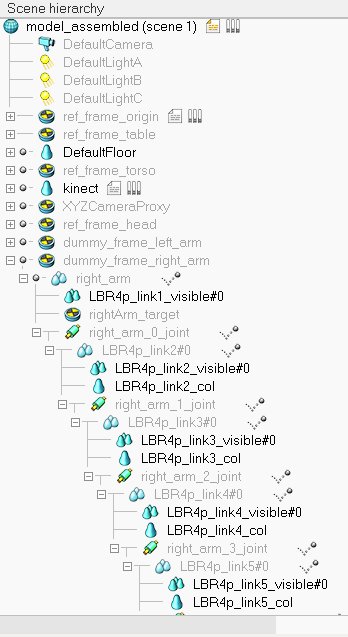 Scene hierarchy
model_assembled (scene 1)
DefaultCamera
DefaultLightA
DefaultLightB
DefaultLightC
ref_frame_origin
ref_frame_table
DefaultFloor
ref_frame_torso
kinect
XYZCameraProxy
ref_frame_head
dummy_frame_left_arm
dummy_frame_right_arm
right_arm
LBR4p_link1_visible#0
rightArm_target
right_arm_0_joint
LBR4p_link2#0
LBR4p_link2_visible#0
LBR4p_link2_col
right_arm_1_joint
LBR4p_link3#0
LBR4p_link3_visible#0
LBR4p_link3_col
right_arm_2_joint
LBR4p_link4#0
LBR4p_link4_visible#0
LBR4p_link4_col
right_arm_3_joint
LBR4p_link5#0
LBR4p_link5_visible#0
LBR4p_link5_col